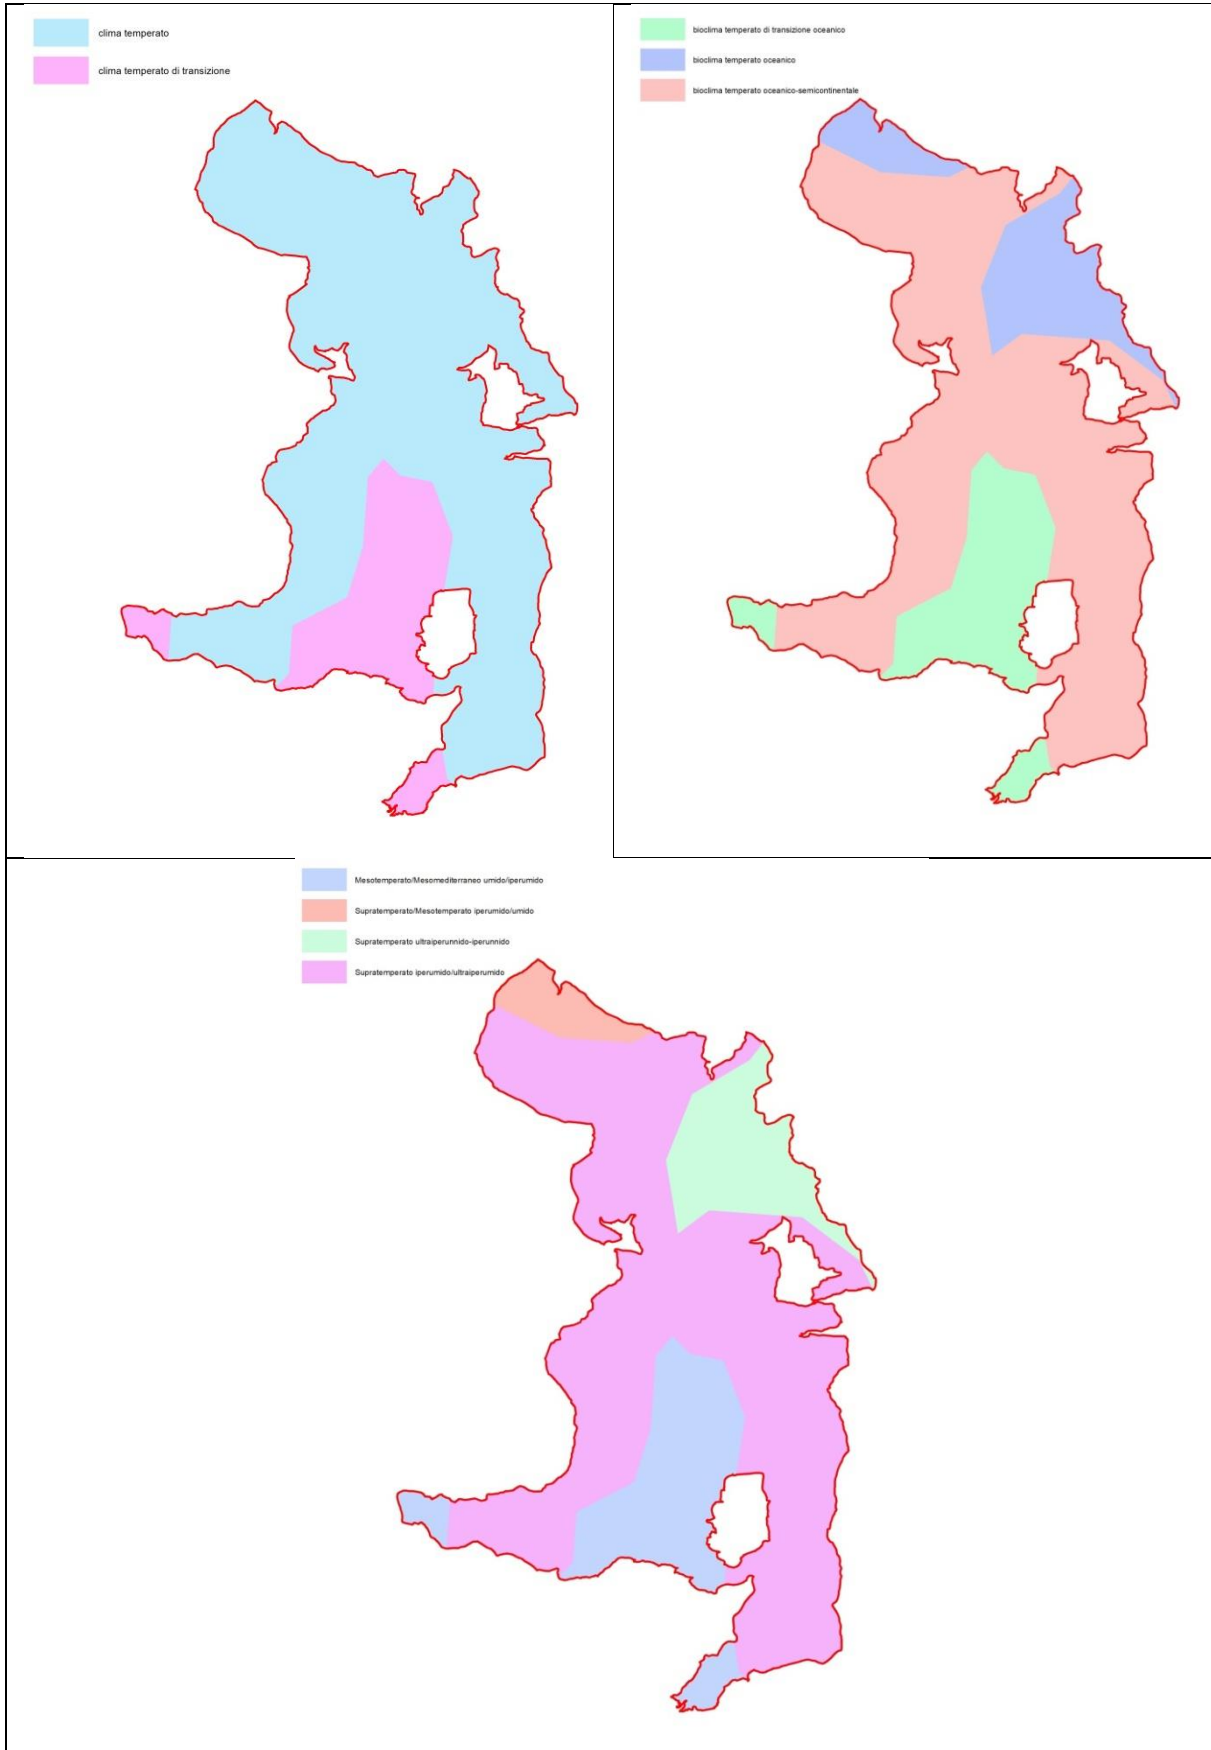 clima temperato
clima temperato di transizione
bioclima temperato di transizione oceanico
bioclima temperato oceanico
bioclima temperato oceanico-semicontinentale
Mesotemperato/Mesomediterraneo umido/iperumido
Supratemperato/Mesotemperato iperumido/umido
Supratemperato ultraiperunnido-iperunnido
Supratemperato iperumido/ultraiperumido